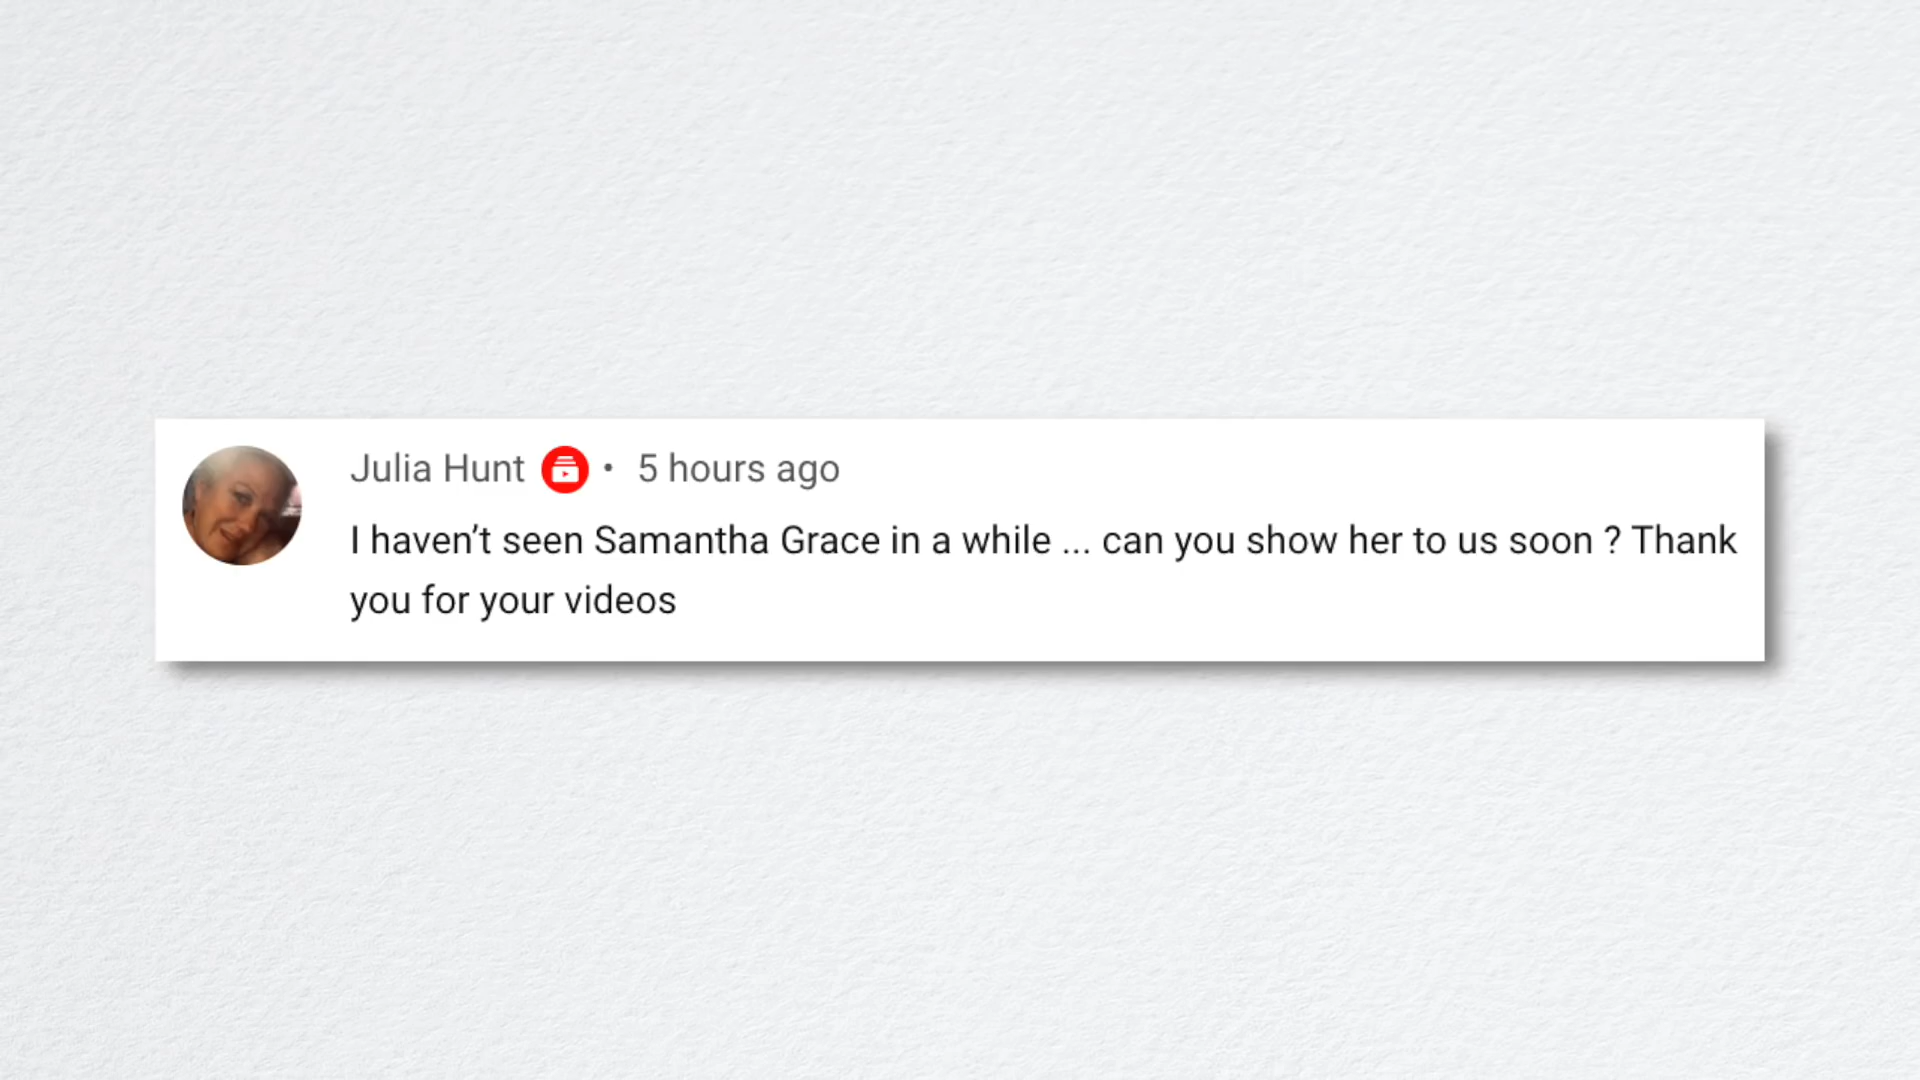 Julia Hunt • 5 hours ago
I haven’t seen Samantha Grace in a while ... can you show her to us soon ? Thank
you for your videos